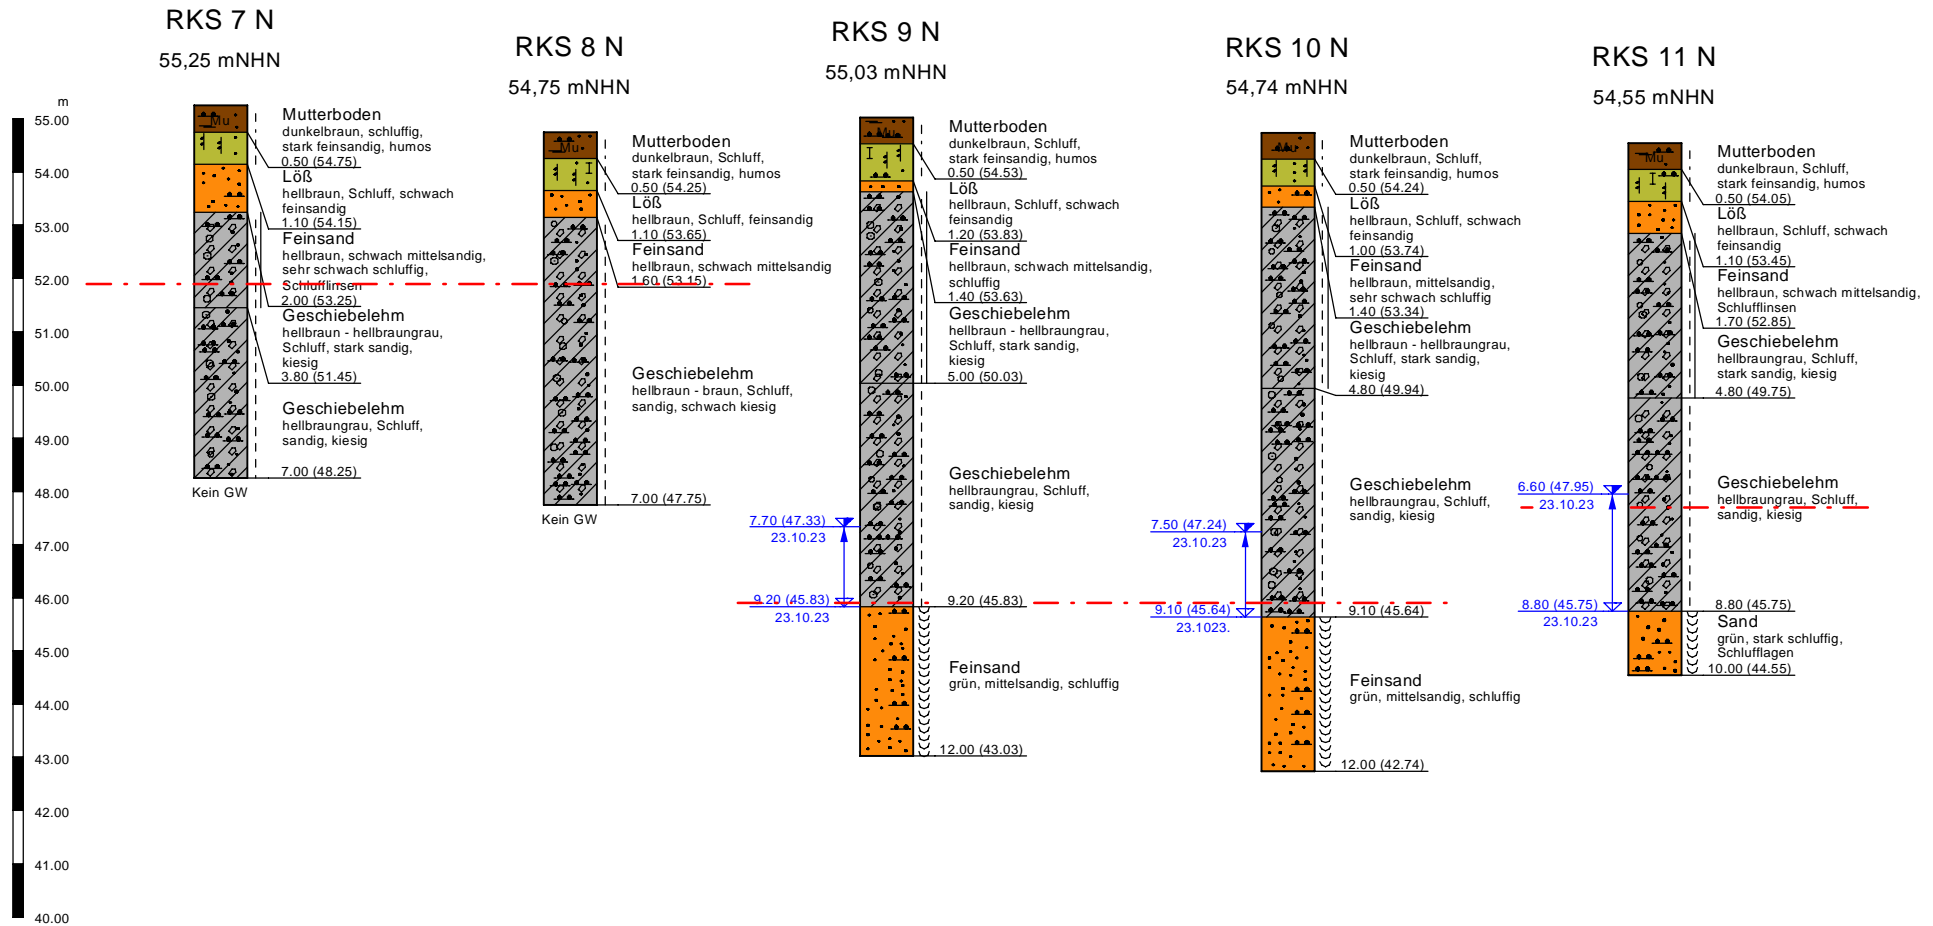 RKS 7 N
55,25 mNHN
Mu
Mutterboden
dunkelbraun, schluffig,
stark feinsandig, humos
0.50 (54.75)
Löß
hellbraun, Schluff, schwach
feinsandig
1.10 (54.15)
Feinsand
hellbraun, schwach mittelsandig,
sehr schwach schluffig,
Schlufflinsen
2.00 (53.25)
Geschiebelehm
hellbraun - hellbraungrau,
Schluff, stark sandig,
kiesig
3.80 (51.45)
Geschiebelehm
hellbraungrau, Schluff,
sandig, kiesig
7.00 (48.25)
Kein GW
RKS 8 N
54,75 mNHN
Mu
Mutterboden
dunkelbraun, Schluff,
stark feinsandig, humos
0.50 (54.25)
Löß
hellbraun, Schluff, feinsandig
1.10 (53.65)
Feinsand
hellbraun, schwach mittelsandig
1.60 (53.15)
Geschiebelehm
hellbraun - braun, Schluff,
sandig, schwach kiesig
7.00 (47.75)
Kein GW
RKS 9 N
55,03 mNHN
Mu
Mutterboden
dunkelbraun, Schluff,
stark feinsandig, humos
0.50 (54.53)
Löß
hellbraun, Schluff, schwach
feinsandig
1.20 (53.83)
Feinsand
hellbraun, schwach mittelsandig,
schluffig
1.40 (53.63)
Geschiebelehm
hellbraun - hellbraungrau,
Schluff, stark sandig,
kiesig
5.00 (50.03)
Geschiebelehm
hellbraungrau, Schluff,
sandig, kiesig
7.70 (47.33)
23.10.23
9.20 (45.83)
23.10.23
9.20 (45.83)
Feinsand
grün, mittelsandig, schluffig
12.00 (43.03)
RKS 10 N
54,74 mNHN
Mu
Mutterboden
dunkelbraun, Schluff,
stark feinsandig, humos
0.50 (54.24)
Löß
hellbraun, Schluff, schwach
feinsandig
1.00 (53.74)
Feinsand
hellbraun, mittelsandig,
sehr schwach schluffig
1.40 (53.34)
Geschiebelehm
hellbraun - hellbraungrau,
Schluff, stark sandig,
kiesig
4.80 (49.94)
Geschiebelehm
hellbraungrau, Schluff,
sandig, kiesig
7.50 (47.24)
23.10.23
9.10 (45.64)
23.1023.
9.10 (45.64)
Feinsand
grün, mittelsandig, schluffig
12.00 (42.74)
RKS 11 N
54,55 mNHN
Mu
Mutterboden
dunkelbraun, Schluff,
stark feinsandig, humos
0.50 (54.05)
Löß
hellbraun, Schluff, schwach
feinsandig
1.10 (53.45)
Feinsand
hellbraun, schwach mittelsandig,
Schlufflinsen
1.70 (52.85)
Geschiebelehm
hellbraungrau, Schluff,
stark sandig, kiesig
4.80 (49.75)
Geschiebelehm
hellbraungrau, Schluff,
sandig, kiesig
6.60 (47.95)
23.10.23
8.80 (45.75)
23.10.23
8.80 (45.75)
Sand
grün, stark schluffig,
Schlufflagen
10.00 (44.55)
m
55.00
54.00
53.00
52.00
51.00
50.00
49.00
48.00
47.00
46.00
45.00
44.00
43.00
42.00
41.00
40.00